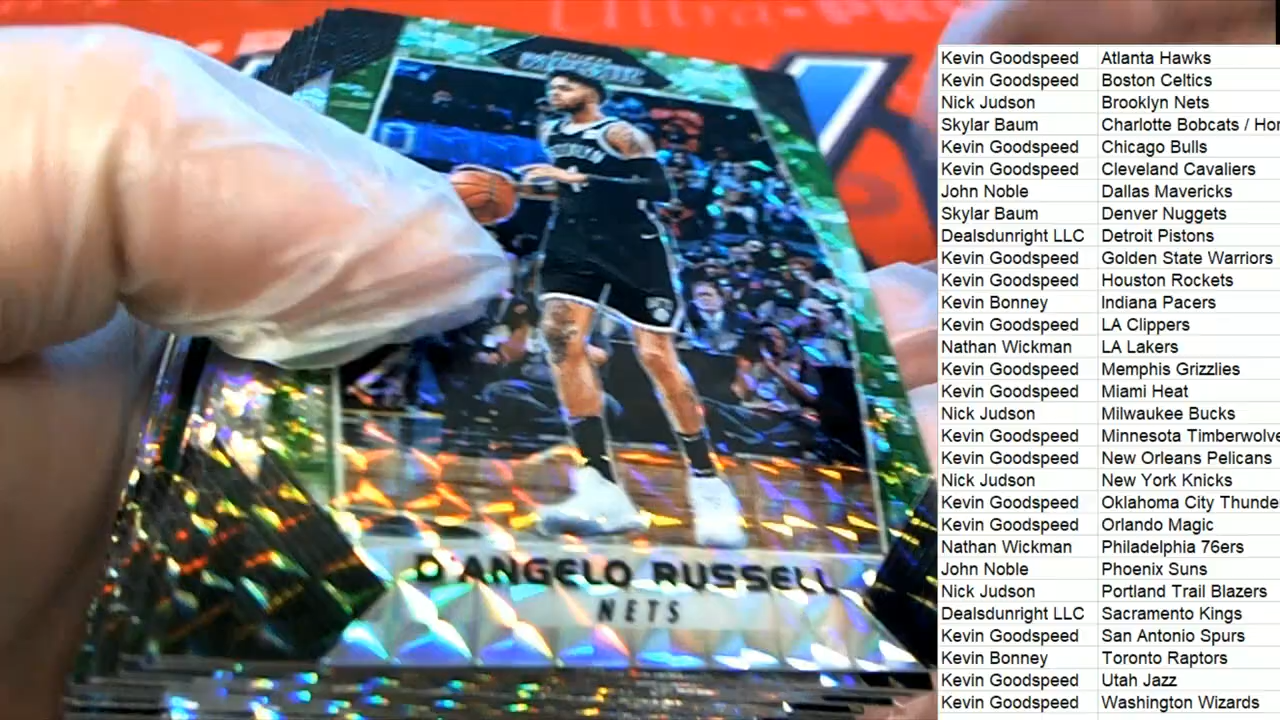 D'ANGELO RUSSELL
NETS
Kevin Goodspeed Atlanta Hawks
Kevin Goodspeed Boston Celtics
Nick Judson Brooklyn Nets
Skylar Baum Charlotte Bobcats / Hor
Kevin Goodspeed Chicago Bulls
Kevin Goodspeed Cleveland Cavaliers
John Noble Dallas Mavericks
Skylar Baum Denver Nuggets
Dealsdunright LLC Detroit Pistons
Kevin Goodspeed Golden State Warriors
Kevin Goodspeed Houston Rockets
Kevin Bonney Indiana Pacers
Kevin Goodspeed LA Clippers
Nathan Wickman LA Lakers
Kevin Goodspeed Memphis Grizzlies
Kevin Goodspeed Miami Heat
Nick Judson Milwaukee Bucks
Kevin Goodspeed Minnesota Timberwolve
Kevin Goodspeed New Orleans Pelicans
Nick Judson New York Knicks
Kevin Goodspeed Oklahoma City Thunde
Kevin Goodspeed Orlando Magic
Nathan Wickman Philadelphia 76ers
John Noble Phoenix Suns
Nick Judson Portland Trail Blazers
Dealsdunright LLC Sacramento Kings
Kevin Goodspeed San Antonio Spurs
Kevin Bonney Toronto Raptors
Kevin Goodspeed Utah Jazz
Kevin Goodspeed Washington Wizards